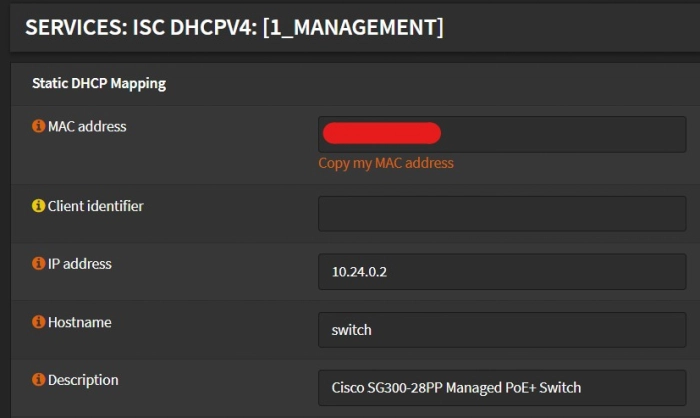 SERVICES: ISC DHCPV4: [1_MANAGEMENT]
Static DHCP Mapping
MAC address
Copy my MAC address
Client identifier
IP address
10.24.0.2
Hostname
switch
Description
Cisco SG300-28PP Managed PoE+ Switch